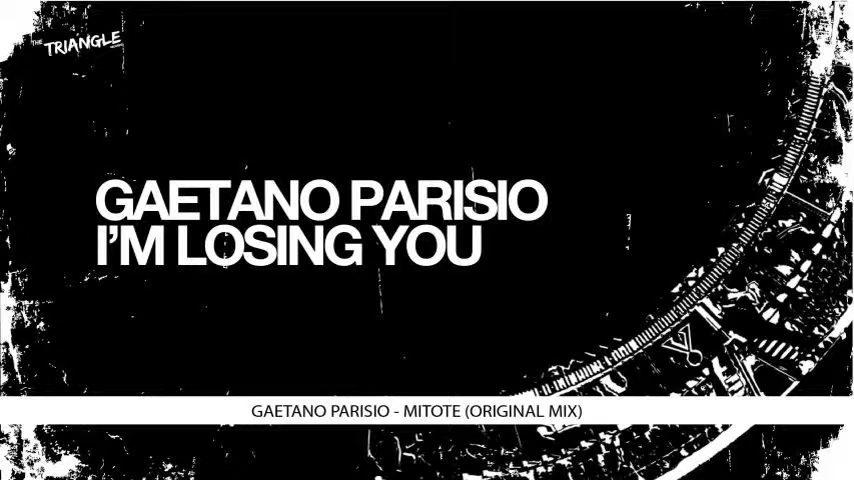 TRIANGLE
GAETANO PARISIO
I'M LOSING YOU
GAETANO PARISIO - MITOTE (ORIGINAL MIX)